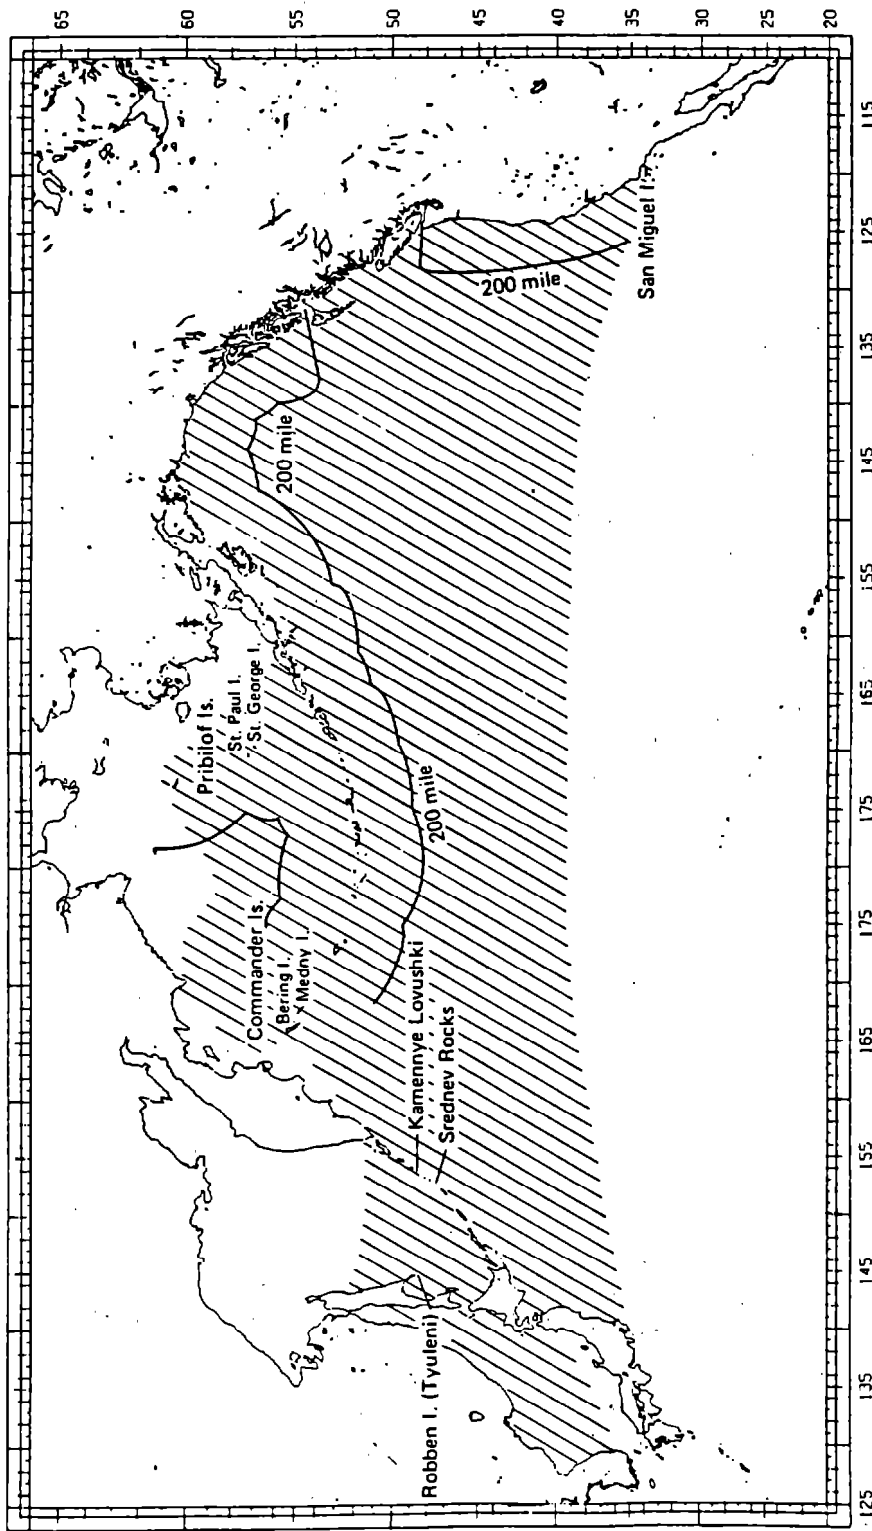 65
60
55
50
45
40
35
30
25
20
125
135
145
155
165
175
175
165
155
145
135
125
115
Robben I. (Tyuleni)
Kamennye Lovushki
Srednev Rocks
Commander Is.
Bering I.
Medny I.
Pribilof Is.
St. Paul I.
St. George I.
200 mile
200 mile
200 mile
San Miguel I.